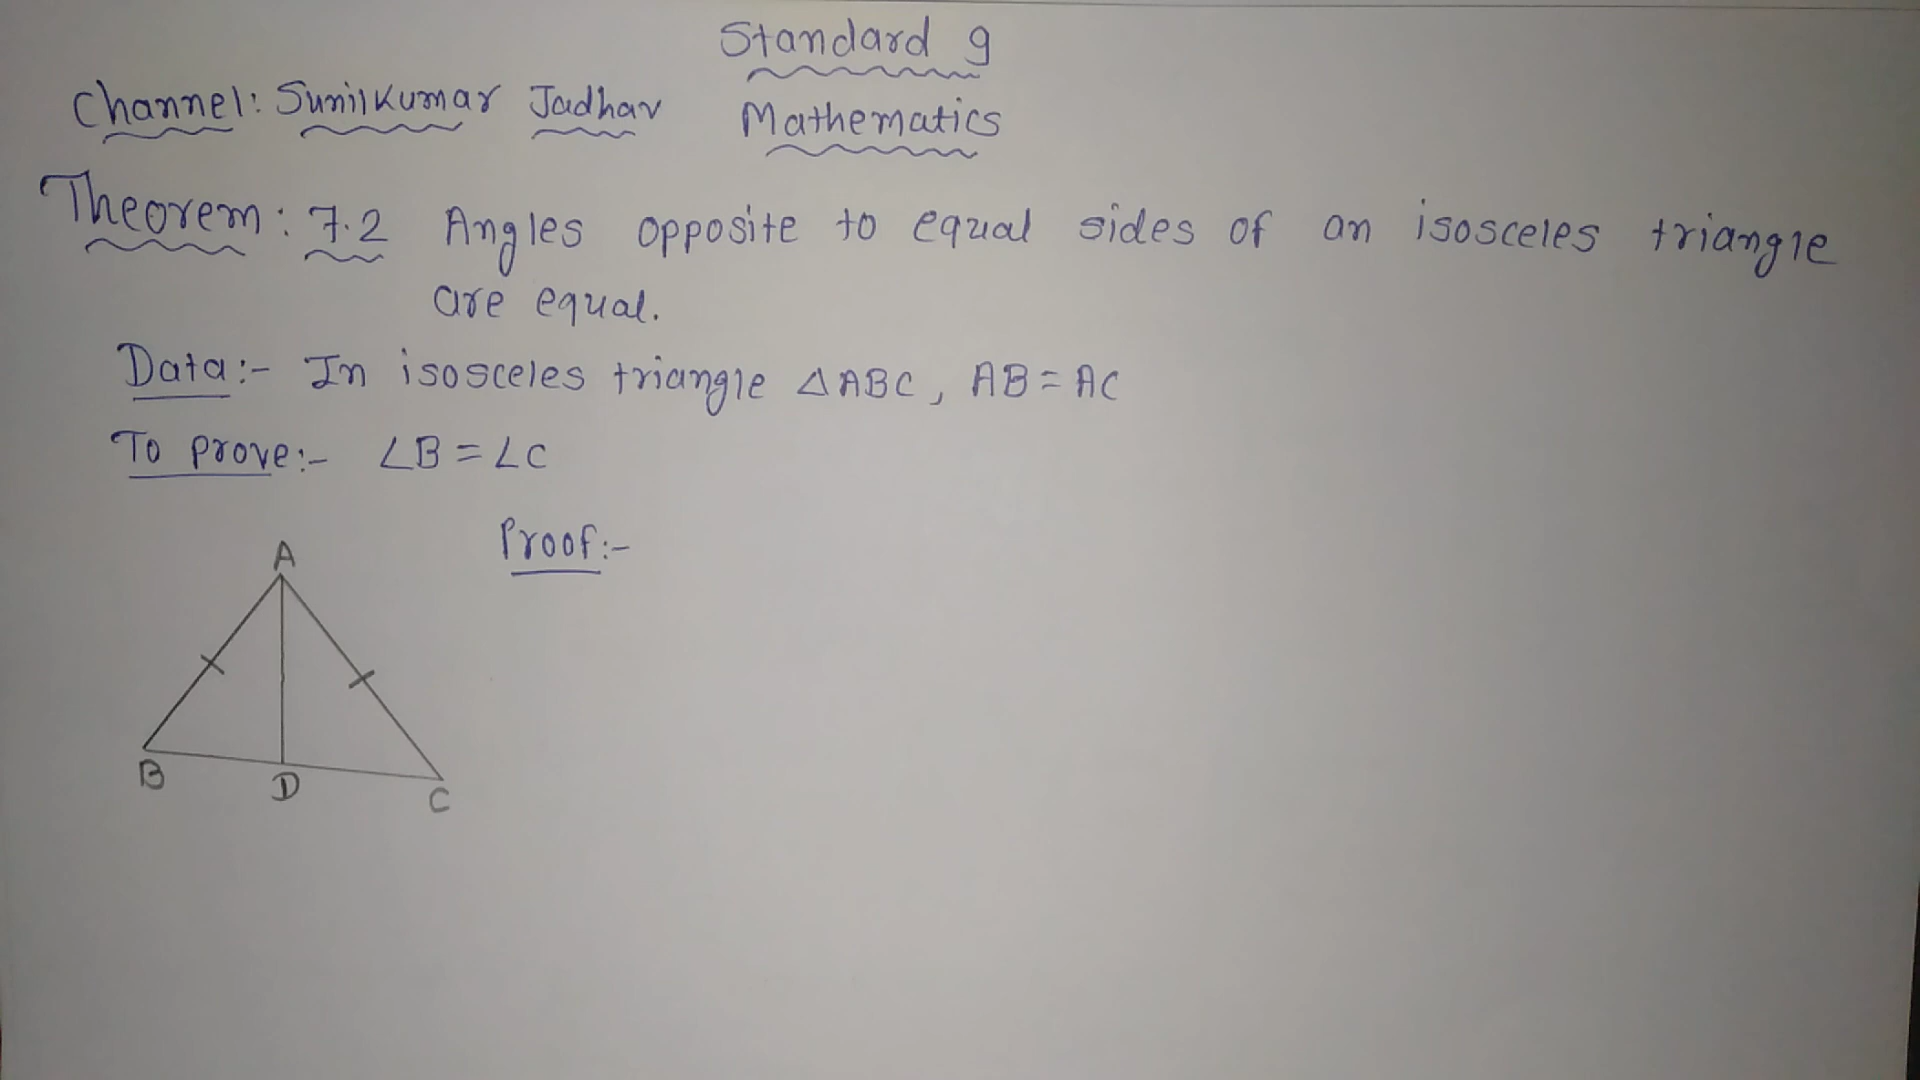 Standard 9
Channel: Sunilkumar Jadhav
Mathematics
Theorem: 7.2 Angles opposite to equal sides of an isosceles triangle
are equal.
Data:- In isosceles triangle △ABC, AB = AC
To prove:- ∠B = ∠C
Proof:-
A
B
D
C